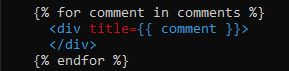 {% for comment in comments %}
<div title={{ comment }}>
</div>
{% endfor %}